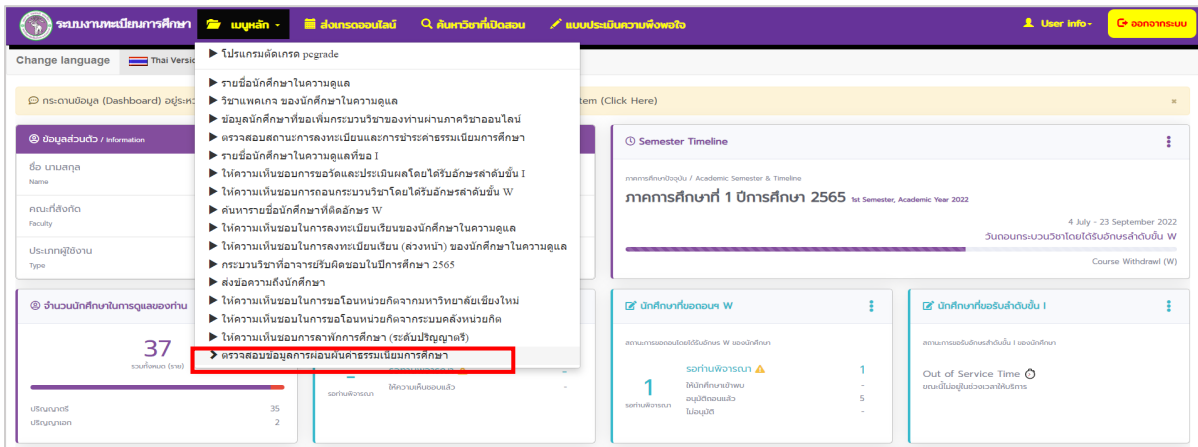 ระบบงานทะเบียนการศึกษา
เมนูหลัก
ส่งเกรดออนไลน์
ค้นหาวิชาที่เปิดสอน
แบบประเมินความพึงพอใจ
User info
ออกจากระบบ
Change language
Thai Versio
โปรแกรมตัดเกรด pcgrade
รายชื่อนักศึกษาในความดูแล
วิชาแพคเกจ ของนักศึกษาในความดูแล
ข้อมูลนักศึกษาที่ขอเพิ่มกระบวนวิชาของท่านผ่านภาควิชาออนไลน์
ตรวจสอบสถานะการลงทะเบียนและการชำระค่าธรรมเนียมการศึกษา
รายชื่อนักศึกษาในความดูแลที่ขอ I
ให้ความเห็นชอบการขอวัดและประเมินผลโดยได้รับอักษรลำดับขั้น I
ให้ความเห็นชอบการถอนกระบวนวิชาโดยได้รับอักษรลำดับขั้น W
ค้นหารายชื่อนักศึกษาที่ติดอักษร W
ให้ความเห็นชอบในการลงทะเบียนเรียนของนักศึกษาในความดูแล
ให้ความเห็นชอบในการลงทะเบียนเรียน (ล่วงหน้า) ของนักศึกษาในความดูแล
กระบวนวิชาที่อาจารย์รับผิดชอบในปีการศึกษา 2565
ส่งข้อความถึงนักศึกษา
ให้ความเห็นชอบในการขอโอนหน่วยกิตจากมหาวิทยาลัยเชียงใหม่
ให้ความเห็นชอบในการขอโอนหน่วยกิตจากระบบคลังหน่วยกิต
ให้ความเห็นชอบการลาพักการศึกษา (ระดับปริญญาตรี)
ตรวจสอบข้อมูลการผ่อนผันค่าธรรมเนียมการศึกษา
กระดานข้อมูล (Dashboard) อยู่ระห
tem (Click Here)
ข้อมูลส่วนตัว / Information
ชื่อ นามสกุล
Name
คณะที่สังกัด
Faculty
ประเภทผู้ใช้งาน
Type
Semester Timeline
ภาคการศึกษาปัจจุบัน / Academic Semester & Timeline
ภาคการศึกษาที่ 1 ปีการศึกษา 2565 1st Semester, Academic Year 2022
4 July - 23 September 2022
วันถอนกระบวนวิชาโดยได้รับอักษรลำดับขั้น W
Course Withdrawl (W)
จำนวนนักศึกษาในการดูแลของท่าน
37
รวมทั้งหมด (ราย)
ปริญญาตรี 35
ปริญญาเอก 2
รอท่านพิจารณา -
รอท่านพิจารณา
ให้ความเห็นชอบแล้ว -
นักศึกษาที่ขอถอนฯ W
สถานะการขอถอนโดยได้รับอักษร W ของนักศึกษา
1
รอท่านพิจารณา
รอท่านพิจารณา 1
ให้นักศึกษาเข้าพบ -
อนุมัติถอนแล้ว 5
ไม่อนุมัติ -
นักศึกษาที่ขอรับลำดับขั้น I
สถานะการขอรับอักษรลำดับขั้น I ของนักศึกษา
Out of Service Time
ขณะนี้ไม่อยู่ในช่วงเวลาให้บริการ